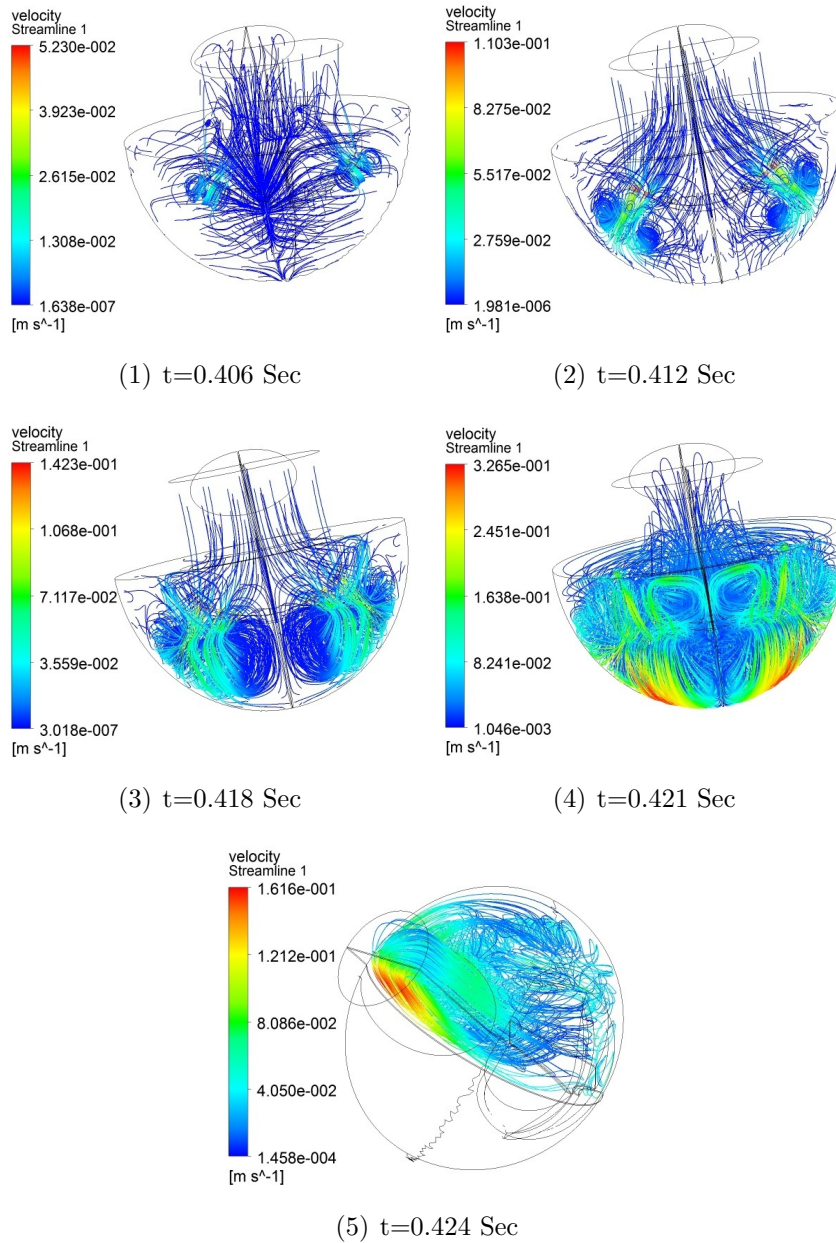 velocity
Streamline 1
5.230e-002
3.923e-002
2.615e-002
1.308e-002
1.638e-007
[m s^-1]
(1) t=0.406 Sec
velocity
Streamline 1
1.103e-001
8.275e-002
5.517e-002
2.759e-002
1.981e-006
[m s^-1]
(2) t=0.412 Sec
velocity
Streamline 1
1.423e-001
1.068e-001
7.117e-002
3.559e-002
3.018e-007
[m s^-1]
(3) t=0.418 Sec
velocity
Streamline 1
3.265e-001
2.451e-001
1.638e-001
8.241e-002
1.046e-003
[m s^-1]
(4) t=0.421 Sec
velocity
Streamline 1
1.616e-001
1.212e-001
8.086e-002
4.050e-002
1.458e-004
[m s^-1]
(5) t=0.424 Sec